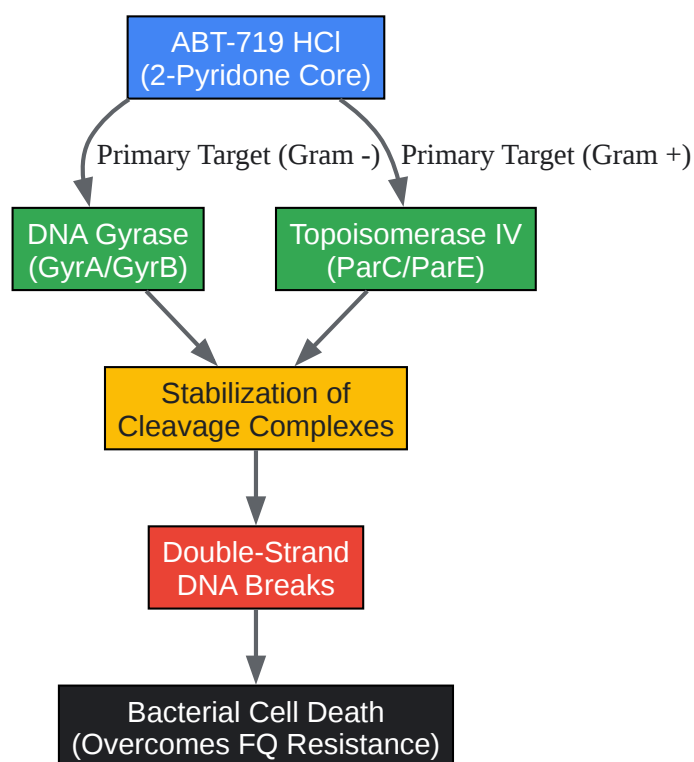 ABT-719 HCl
(2-Pyridone Core)
Primary Target (Gram -)
Primary Target (Gram +)
DNA Gyrase
(GyrA/GyrB)
Topoisomerase IV
(ParC/ParE)
Stabilization of
Cleavage Complexes
Double-Strand
DNA Breaks
Bacterial Cell Death
(Overcomes FQ Resistance)